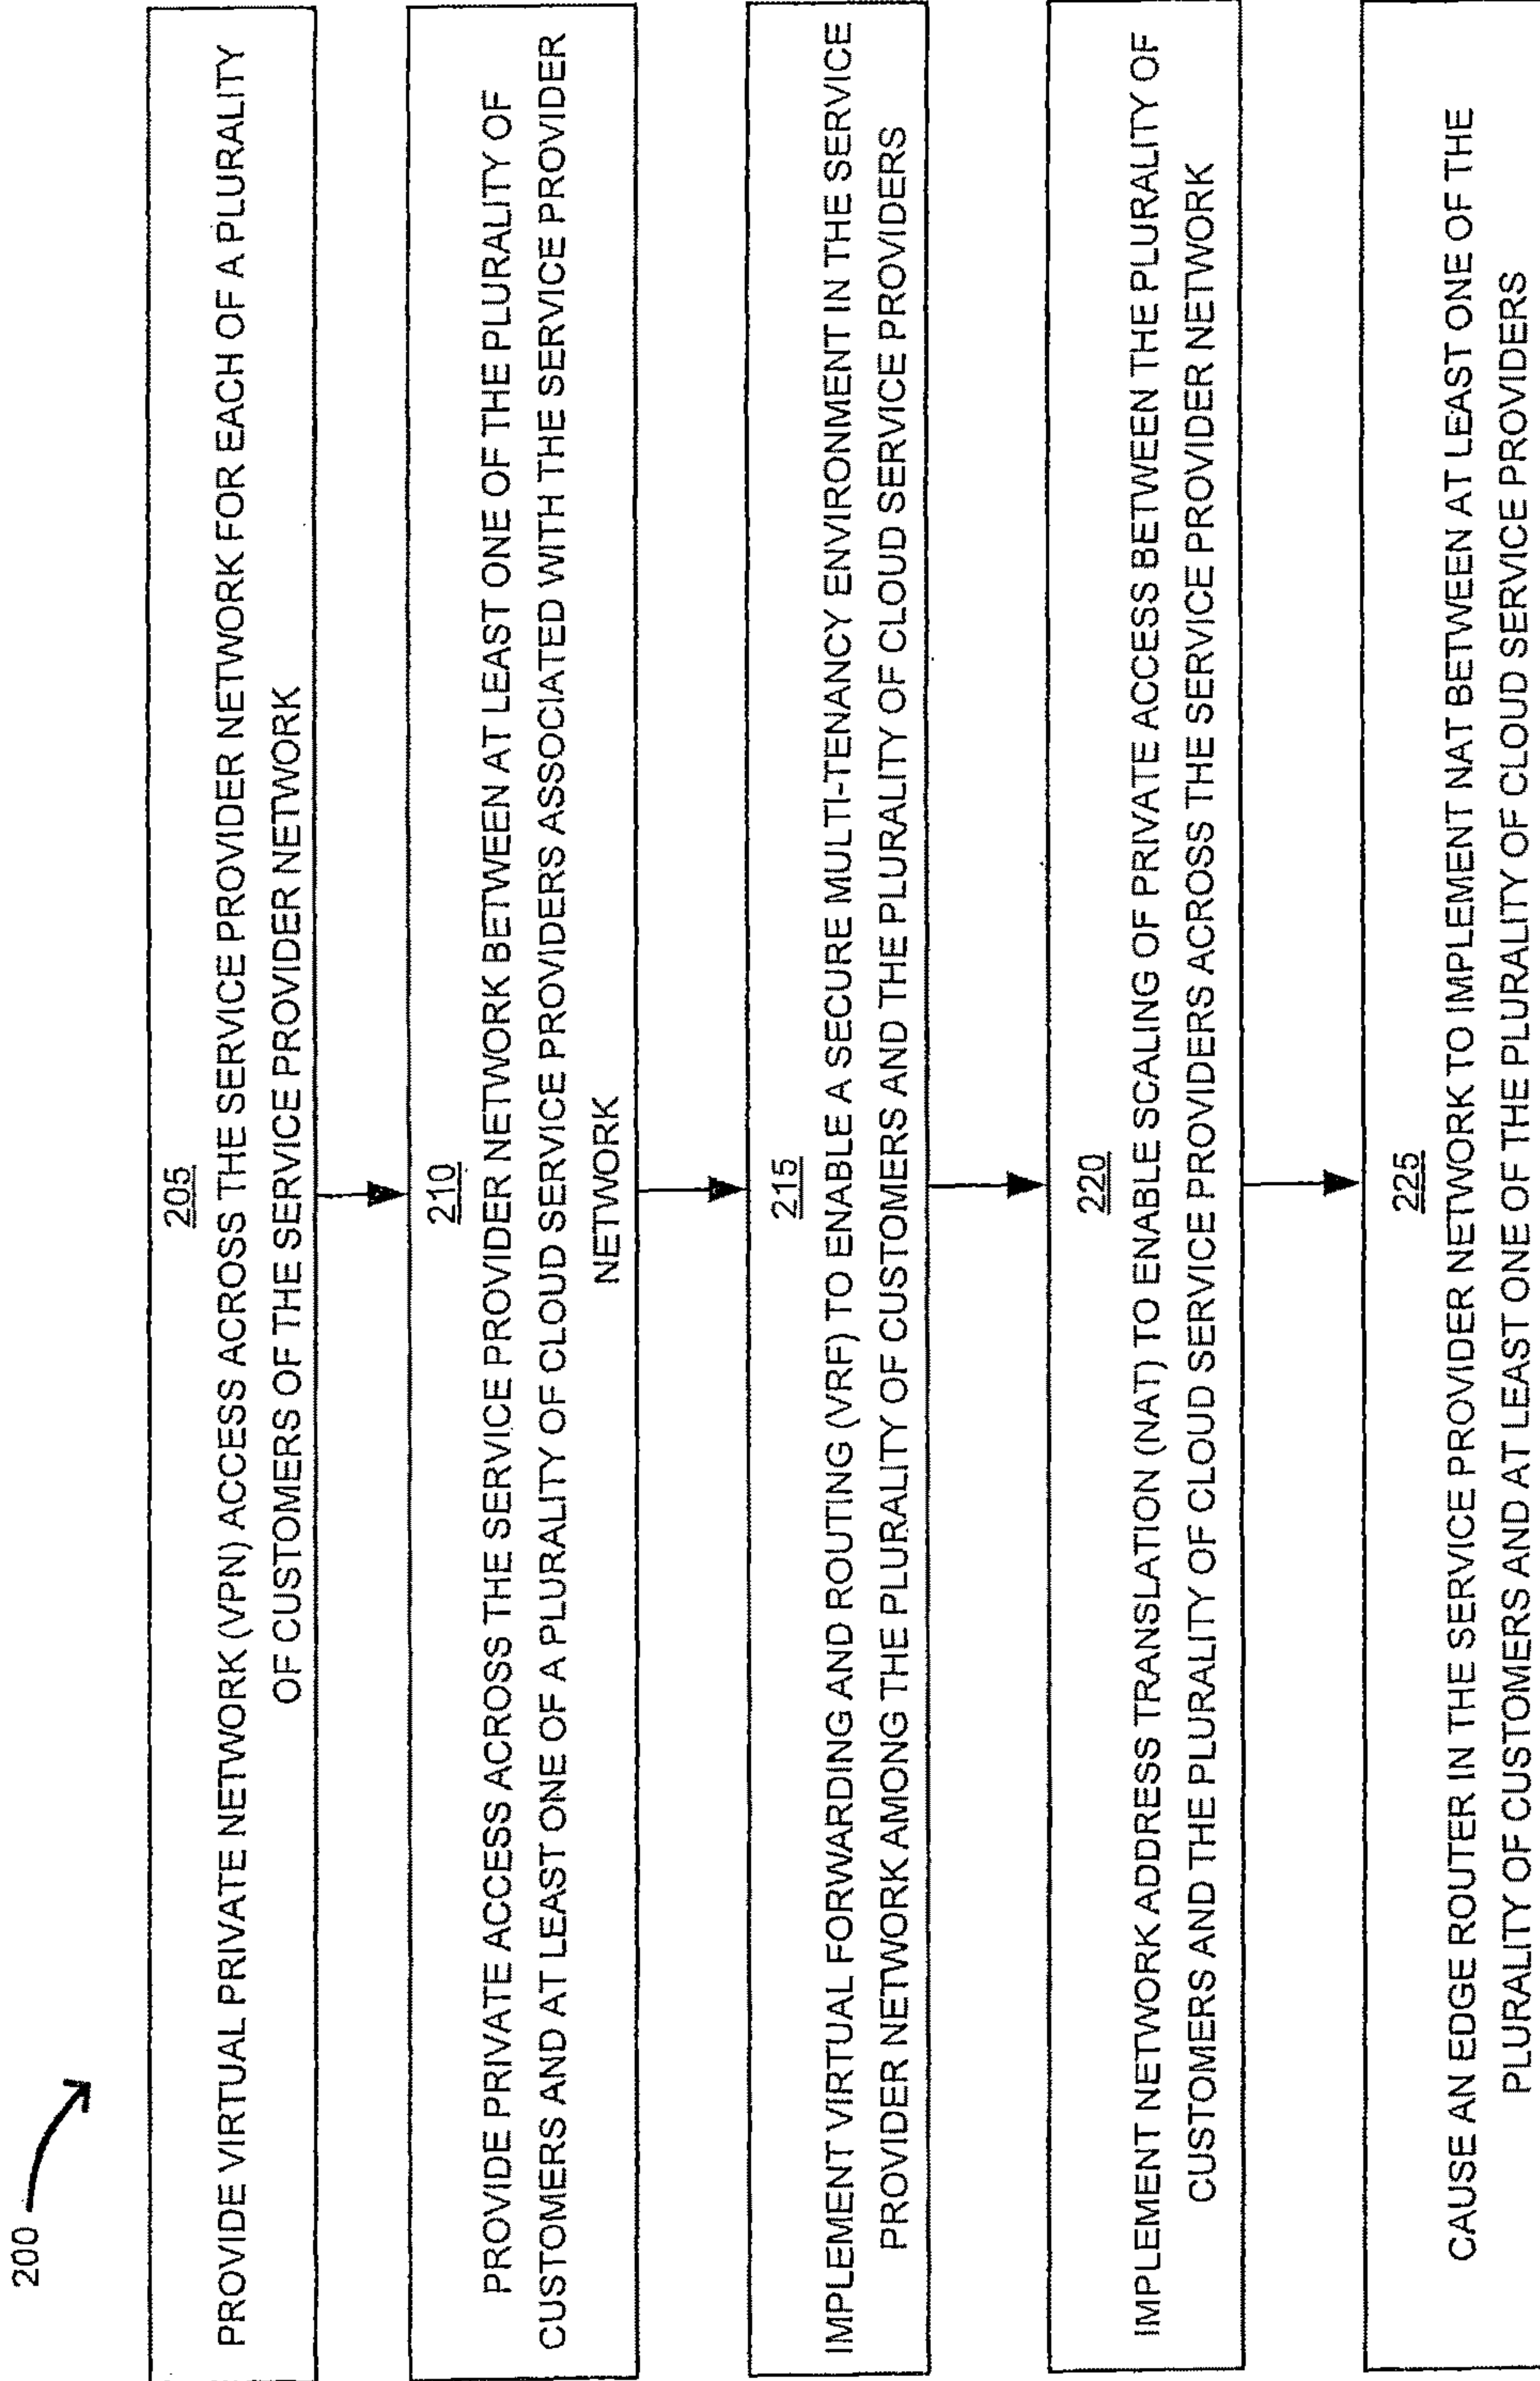 200
205
PROVIDE VIRTUAL PRIVATE NETWORK (VPN) ACCESS ACROSS THE SERVICE PROVIDER NETWORK FOR EACH OF A PLURALITY
OF CUSTOMERS OF THE SERVICE PROVIDER NETWORK
210
PROVIDE PRIVATE ACCESS ACROSS THE SERVICE PROVIDER NETWORK BETWEEN AT LEAST ONE OF THE PLURALITY OF
CUSTOMERS AND AT LEAST ONE OF A PLURALITY OF CLOUD SERVICE PROVIDERS ASSOCIATED WITH THE SERVICE PROVIDER
NETWORK
215
IMPLEMENT VIRTUAL FORWARDING AND ROUTING (VRF) TO ENABLE A SECURE MULTI-TENANCY ENVIRONMENT IN THE SERVICE
PROVIDER NETWORK AMONG THE PLURALITY OF CUSTOMERS AND THE PLURALITY OF CLOUD SERVICE PROVIDERS
220
IMPLEMENT NETWORK ADDRESS TRANSLATION (NAT) TO ENABLE SCALING OF PRIVATE ACCESS BETWEEN THE PLURALITY OF
CUSTOMERS AND THE PLURALITY OF CLOUD SERVICE PROVIDERS ACROSS THE SERVICE PROVIDER NETWORK
225
CAUSE AN EDGE ROUTER IN THE SERVICE PROVIDER NETWORK TO IMPLEMENT NAT BETWEEN AT LEAST ONE OF THE
PLURALITY OF CUSTOMERS AND AT LEAST ONE OF THE PLURALITY OF CLOUD SERVICE PROVIDERS